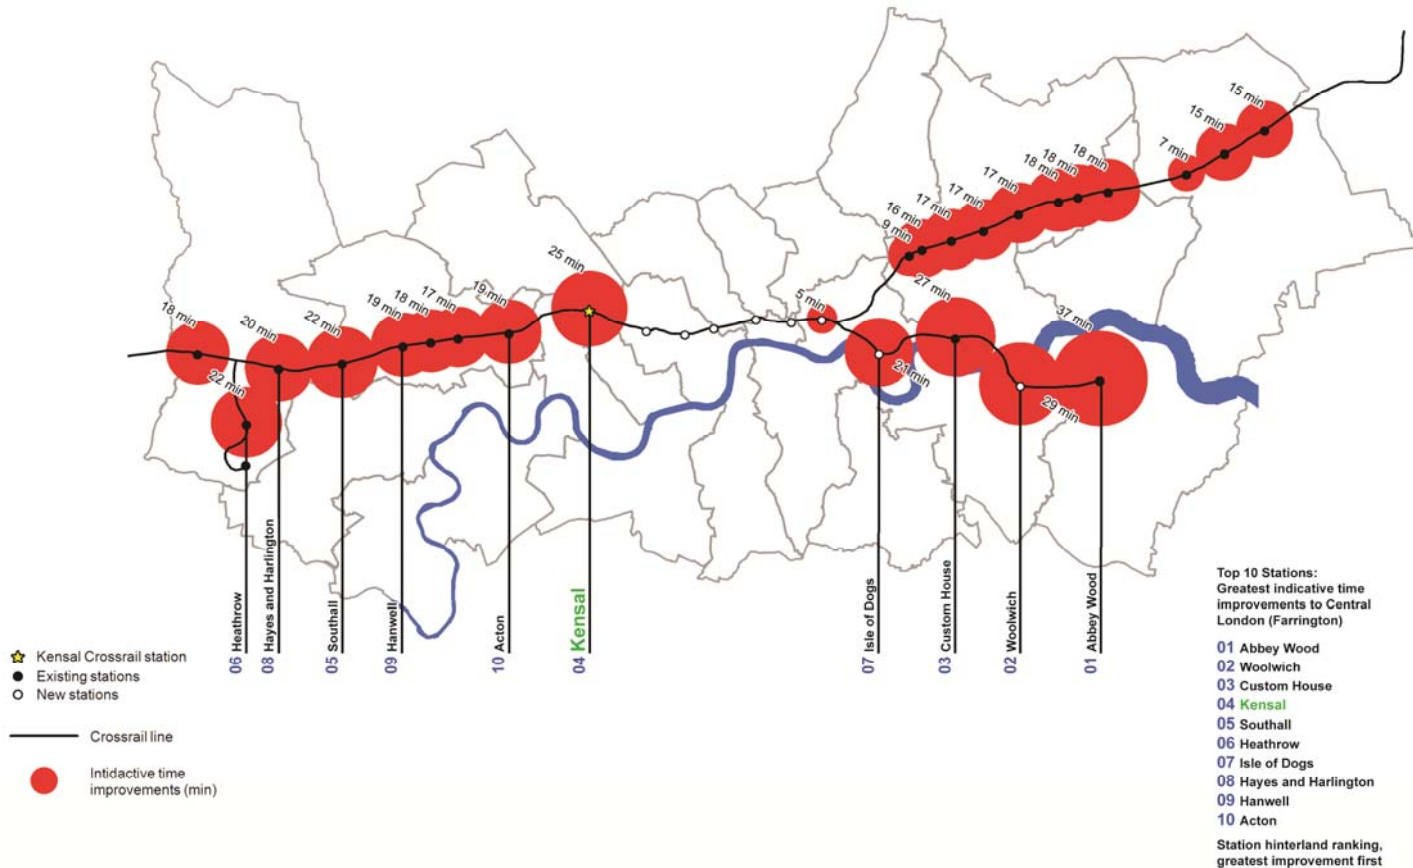 15 min
15 min
7 min
18 min
18 min
18 min
17 min
17 min
17 min
16 min
9 min
25 min
27 min
5 min
37 min
19 min
17 min
18 min
19 min
22 min
20 min
18 min
22 min
21 min
29 min
06 Heathrow
08 Hayes and Harlington
05 Southall
09 Hanwell
10 Acton
04 Kensal
07 Isle of Dogs
03 Custom House
02 Woolwich
01 Abbey Wood
Kensal Crossrail station
Existing stations
New stations
Crossrail line
Intidactive time
improvements (min)
Top 10 Stations:
Greatest indicative time
improvements to Central
London (Farrington)
01 Abbey Wood
02 Woolwich
03 Custom House
04 Kensal
05 Southall
06 Heathrow
07 Isle of Dogs
08 Hayes and Harlington
09 Hanwell
10 Acton
Station hinterland ranking,
greatest improvement first